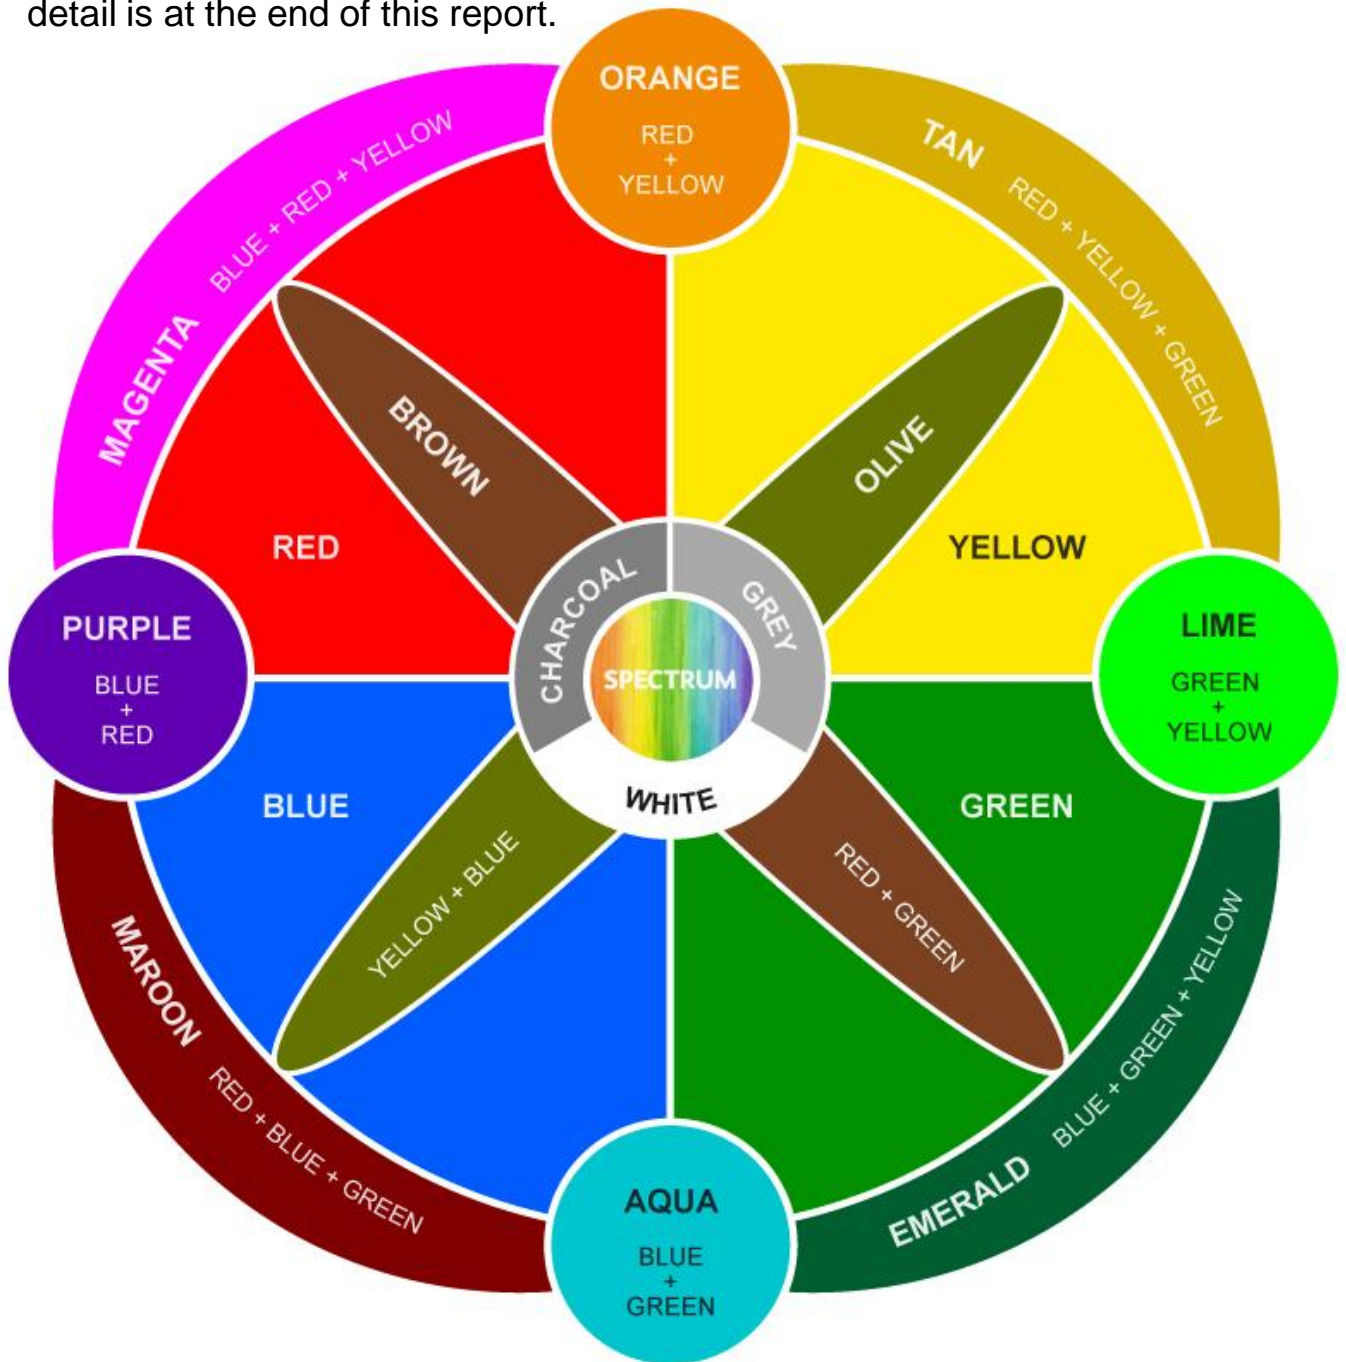 detail is at the end of this report.
ORANGE
RED
+
YELLOW
MAGENTA BLUE + RED + YELLOW
TAN RED + YELLOW + GREEN
BROWN
OLIVE
RED
YELLOW
CHARCOAL
GREY
SPECTRUM
WHITE
PURPLE
BLUE
+
RED
LIME
GREEN
+
YELLOW
BLUE
GREEN
YELLOW + BLUE
RED + GREEN
MAROON RED + BLUE + GREEN
EMERALD BLUE + GREEN + YELLOW
AQUA
BLUE
+
GREEN